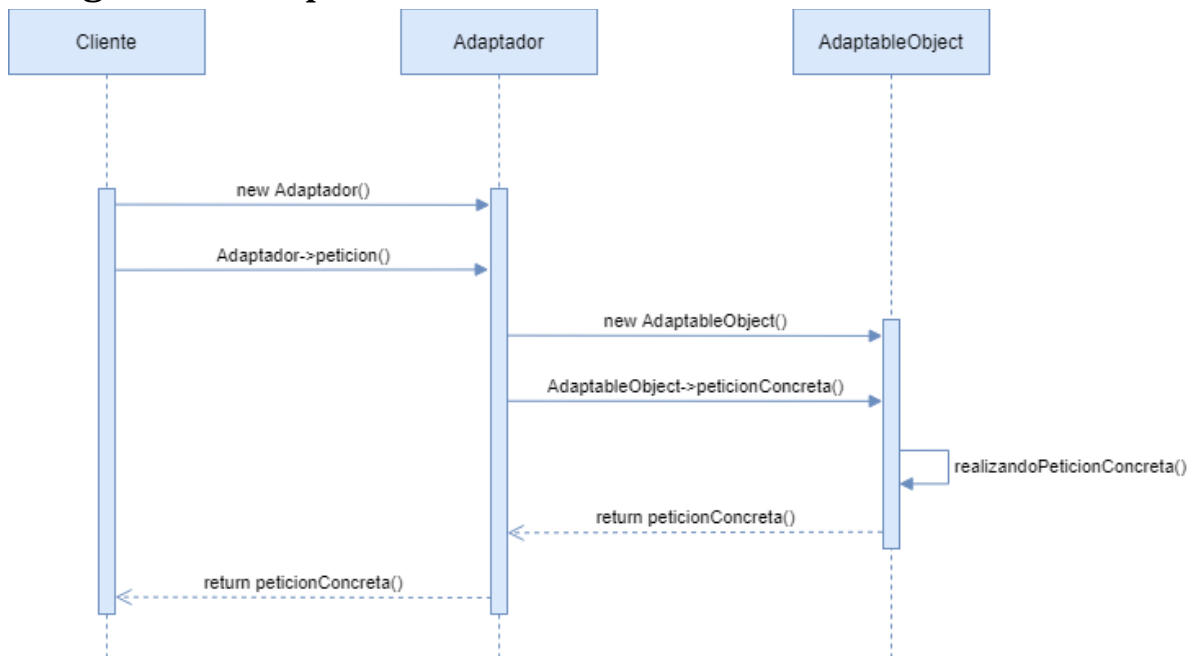 Cliente
Adaptador
AdaptableObject
new Adaptador()
Adaptador->peticion()
new AdaptableObject()
AdaptableObject->peticionConcreta()
realizandoPeticionConcreta()
return peticionConcreta()
return peticionConcreta()